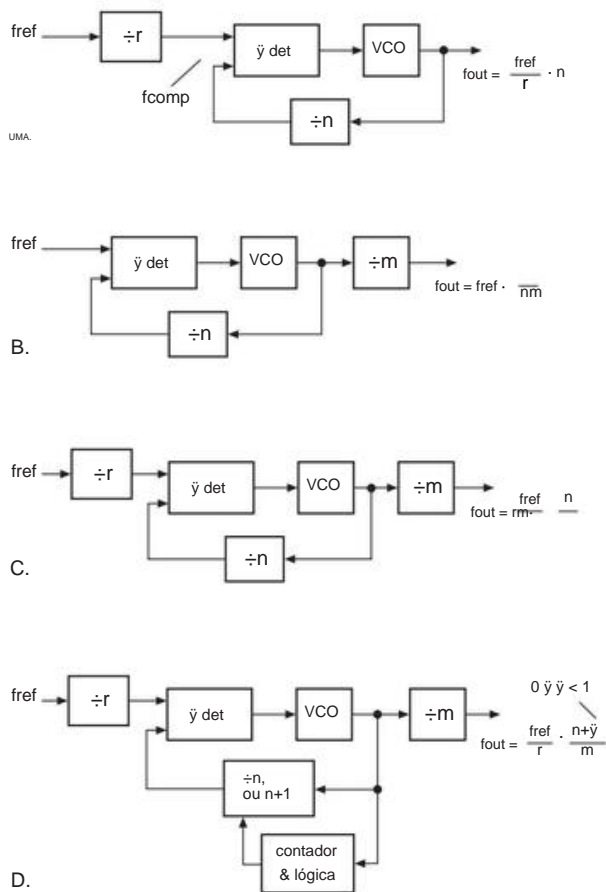 fref
÷r
ÿ det
VCO
fout = fref/r · n
fcomp
÷n
UMA.
fref
ÿ det
VCO
÷m
fout = fref · nm
÷n
B.
fref
÷r
ÿ det
VCO
÷m
fref n
fout = rm·
÷n
C.
0 ÿ ÿ < 1
fref
÷r
ÿ det
VCO
÷m
fout = fref/r · n+ÿ/m
÷n,
ou n+1
contador
& lógica
D.